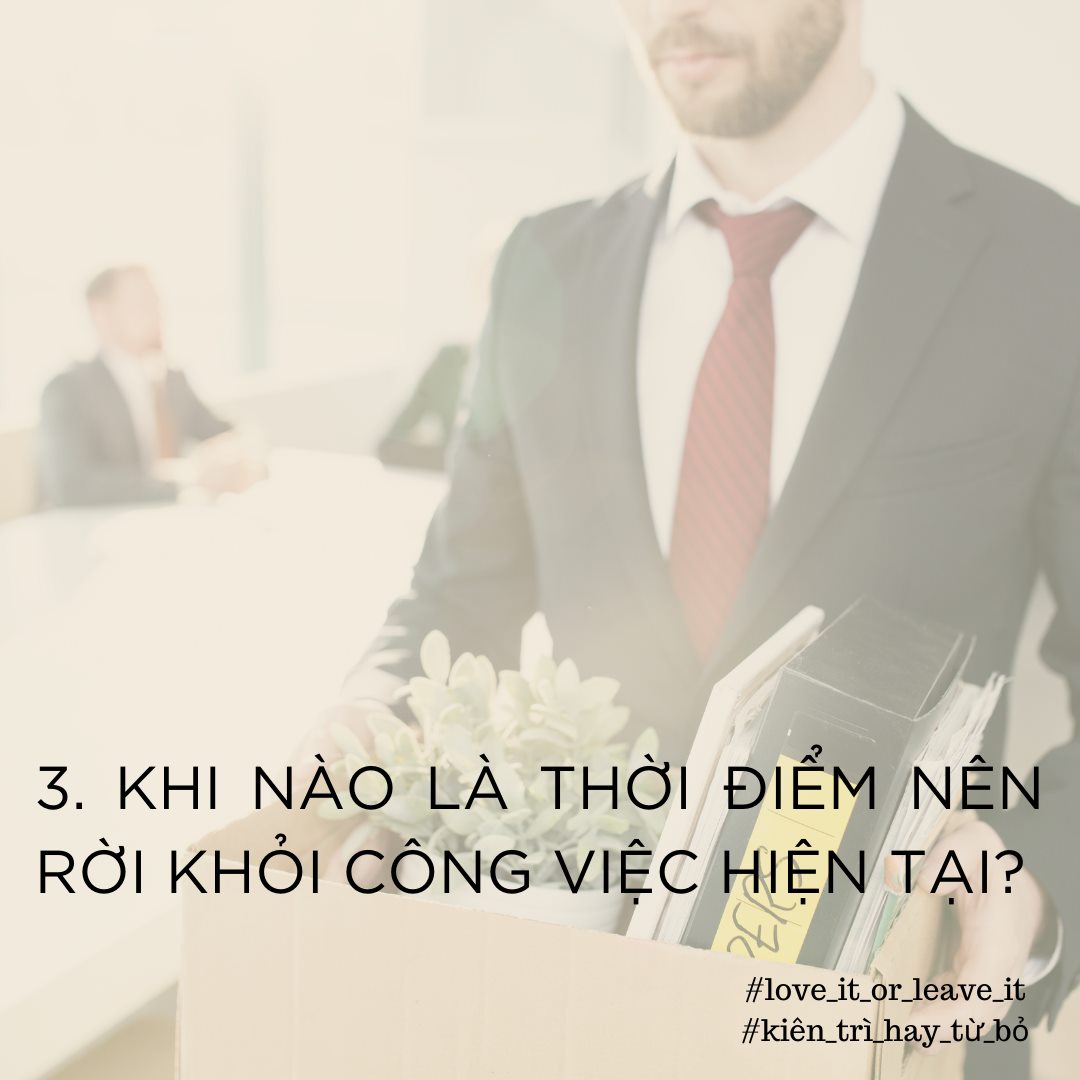 3. KHI NÀO LÀ THỜI ĐIỂM NÊN
RỜI KHỎI CÔNG VIỆC HIỆN TẠI?
#love_it_or_leave_it
#kiên_trì_hay_từ_bỏ